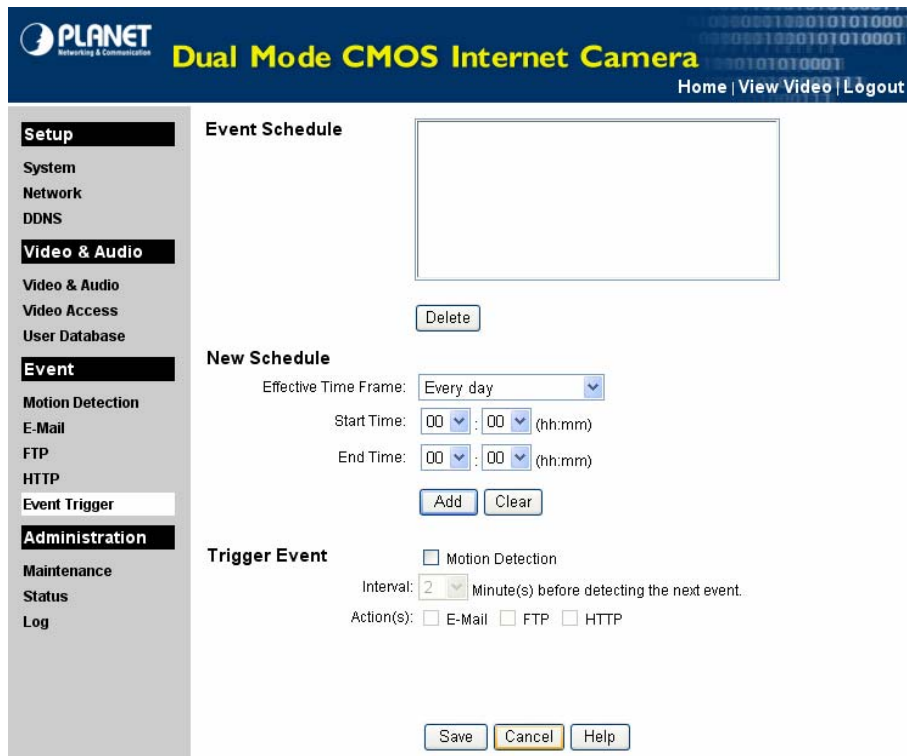 PLANET
Networking & Communication
Dual Mode CMOS Internet Camera
Home | View Video | Logout
Setup
System
Network
DDNS
Video & Audio
Video & Audio
Video Access
User Database
Event
Motion Detection
E-Mail
FTP
HTTP
Event Trigger
Administration
Maintenance
Status
Log
Event Schedule
Delete
New Schedule
Effective Time Frame: Every day
Start Time: 00 : 00 (hh:mm)
End Time: 00 : 00 (hh:mm)
Add Clear
Trigger Event Motion Detection
Interval: 2 Minute(s) before detecting the next event.
Action(s): E-Mail FTP HTTP
Save Cancel Help